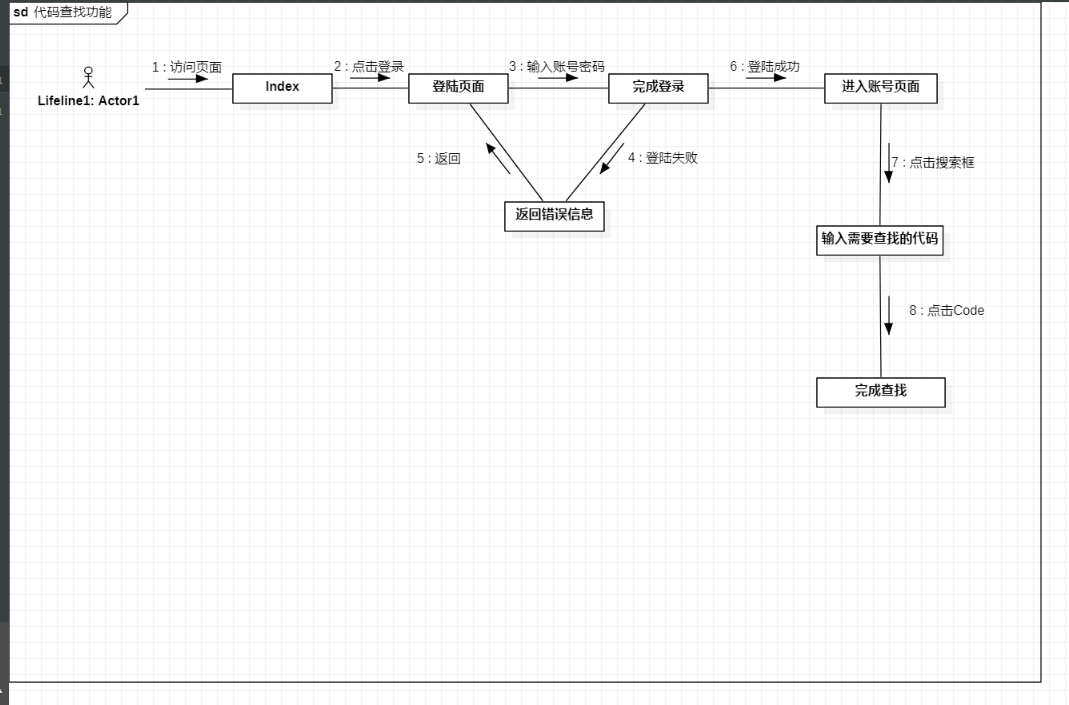 sd 代码查找功能
1 : 访问页面
2 : 点击登录
3 : 输入账号密码
6 : 登陆成功
Lifeline1: Actor1
Index
登陆页面
完成登录
进入账号页面
5 : 返回
4 : 登陆失败
7 : 点击搜索框
返回错误信息
输入需要查找的代码
8 : 点击Code
完成查找